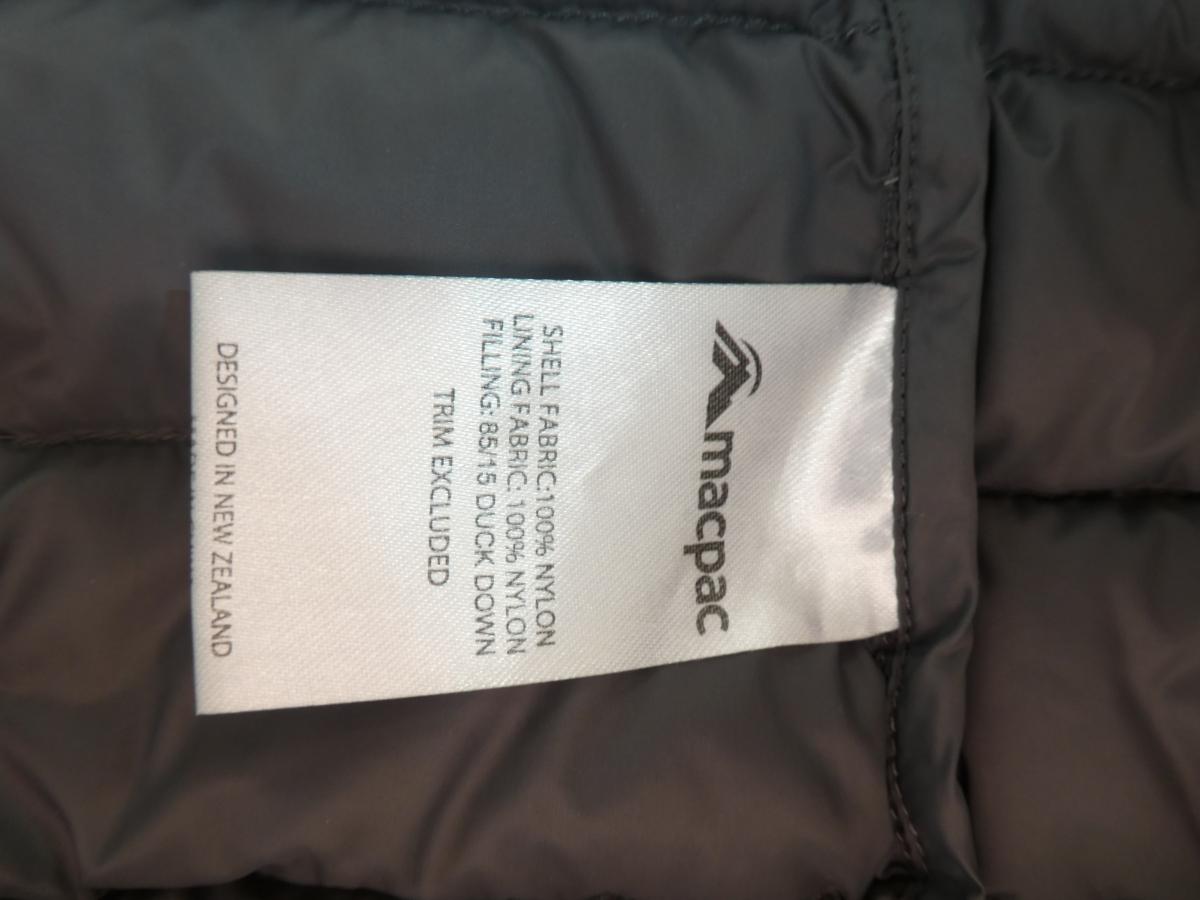 macpac
SHELL FABRIC:100% NYLON
LINING FABRIC: 100% NYLON
FILLING: 85/15 DUCK DOWN
TRIM EXCLUDED
DESIGNED IN NEW ZEALAND